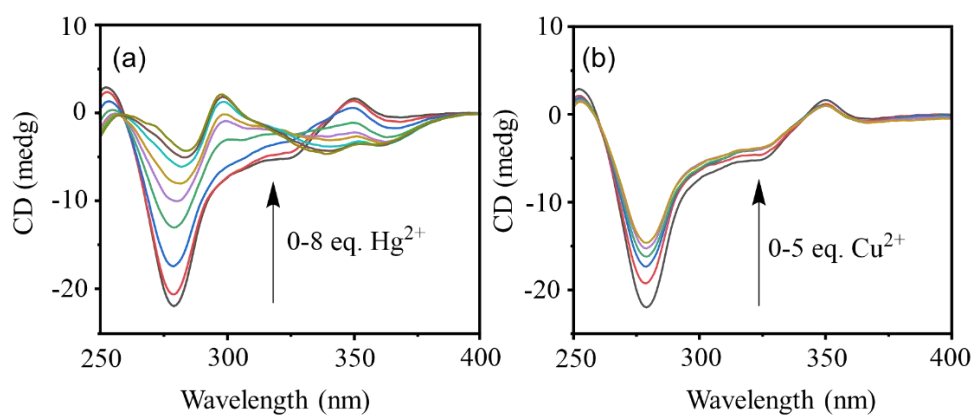 (a)
CD (medg)
10
0
-10
-20
0-8 eq. Hg²⁺
250
300
350
400
Wavelength (nm)
(b)
CD (medg)
10
0
-10
-20
0-5 eq. Cu²⁺
250
300
350
400
Wavelength (nm)